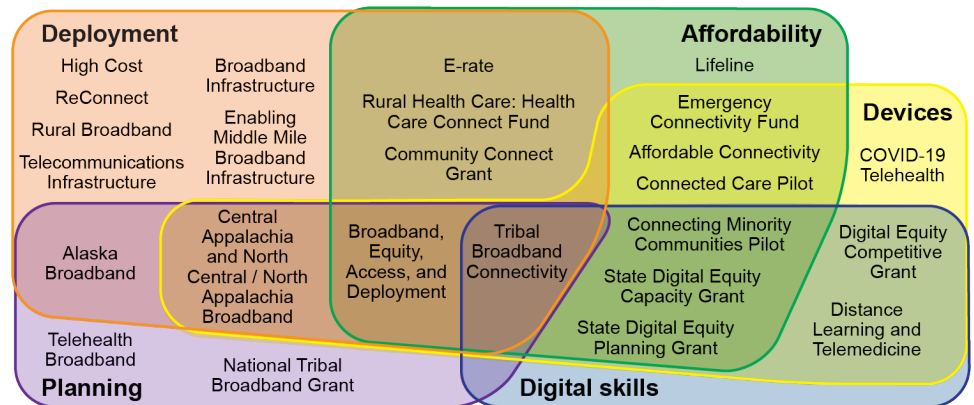 Deployment
High Cost
ReConnect
Rural Broadband
Telecommunications
Infrastructure
Broadband
Infrastructure
Enabling
Middle Mile
Broadband
Infrastructure
E-rate
Rural Health Care: Health
Care Connect Fund
Community Connect
Grant
Affordability
Lifeline
Emergency
Connectivity Fund
Affordable Connectivity
Connected Care Pilot
Devices
COVID-19
Telehealth
Alaska
Broadband
Central
Appalachia
and North
Central / North
Appalachia
Broadband
Broadband,
Equity,
Access, and
Deployment
Tribal
Broadband
Connectivity
Connecting Minority
Communities Pilot
State Digital Equity
Capacity Grant
State Digital Equity
Planning Grant
Digital Equity
Competitive
Grant
Distance
Learning and
Telemedicine
Telehealth
Broadband
National Tribal
Broadband Grant
Planning
Digital skills